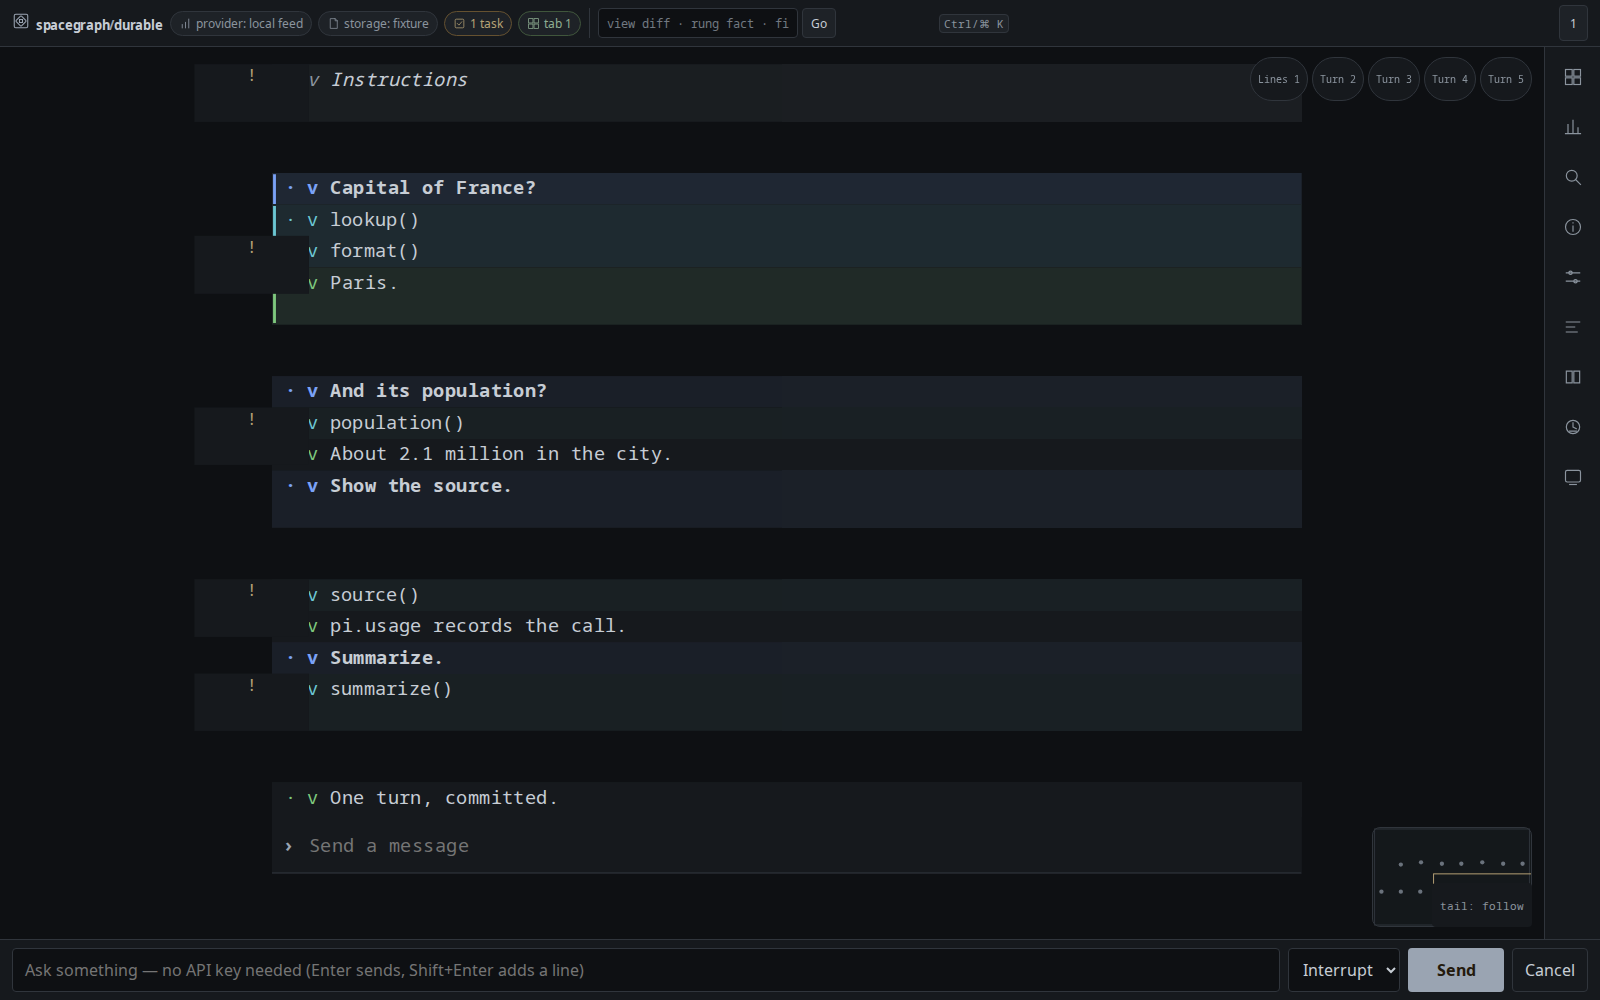 spacegraph/durable provider: local feed storage: fixture 1 task tab 1 view diff · rung fact · fi Go Ctrl/⌘ K 1
! v Instructions
Lines 1 Turn 2 Turn 3 Turn 4 Turn 5
· v Capital of France?
· v lookup()
! v format()
v Paris.
· v And its population?
! v population()
v About 2.1 million in the city.
· v Show the source.
! v source()
v pi.usage records the call.
· v Summarize.
! v summarize()
· v One turn, committed.
› Send a message
tail: follow
Ask something — no API key needed (Enter sends, Shift+Enter adds a line) Interrupt Send Cancel